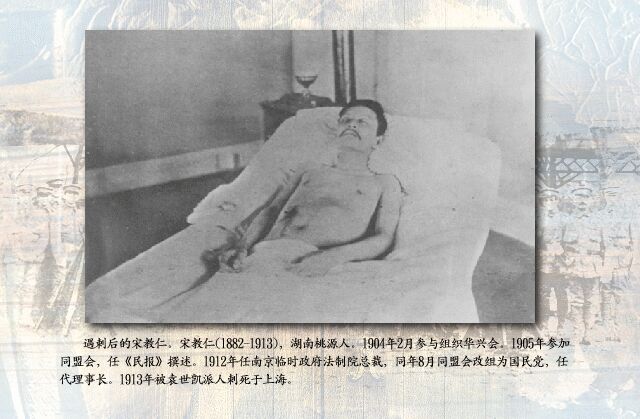 遇刺后的宋教仁。宋教仁(1882-1913)，湖南桃源人。1904年2月参与组织华兴会。1905年参加
同盟会，任《民报》撰述。1912年任南京临时政府法制院总裁，同年8月同盟会改组为国民党，任
代理事长。1913年被袁世凯派人刺死于上海。